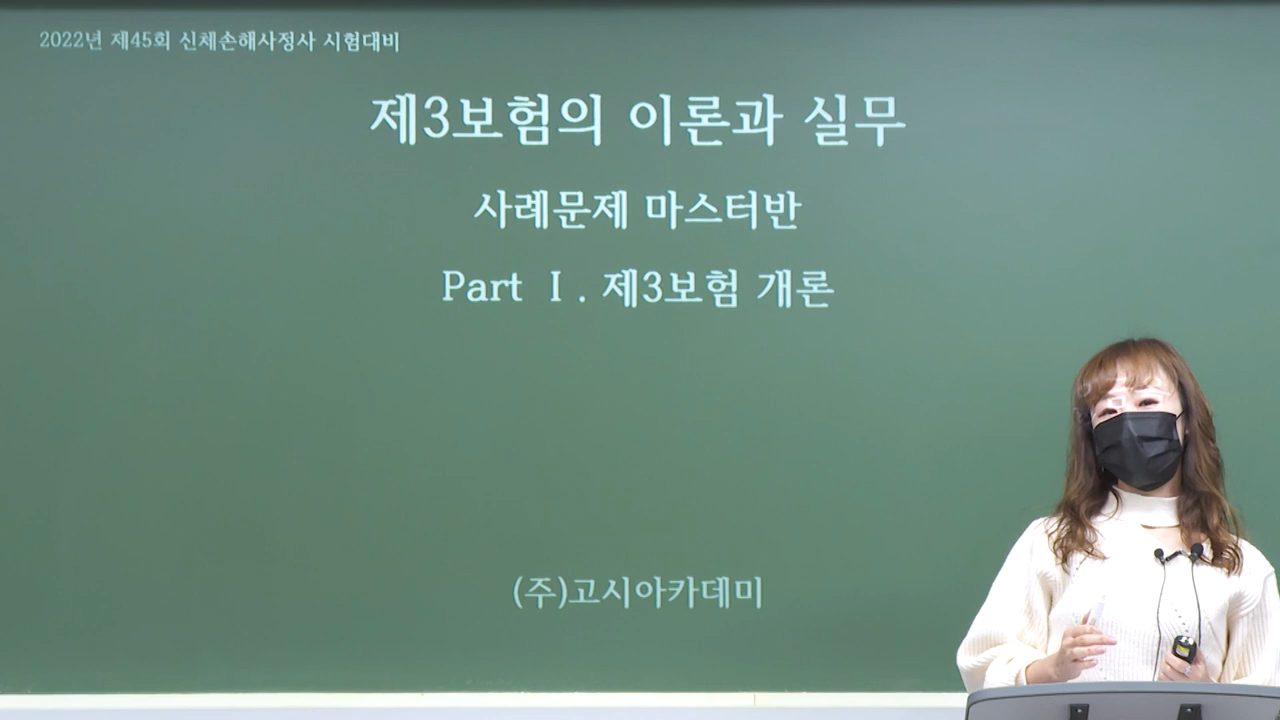 2022년 제45회 신체손해사정사 시험대비
제3보험의 이론과 실무
사례문제 마스터반
Part Ⅰ. 제3보험 개론
(주)고시아카데미